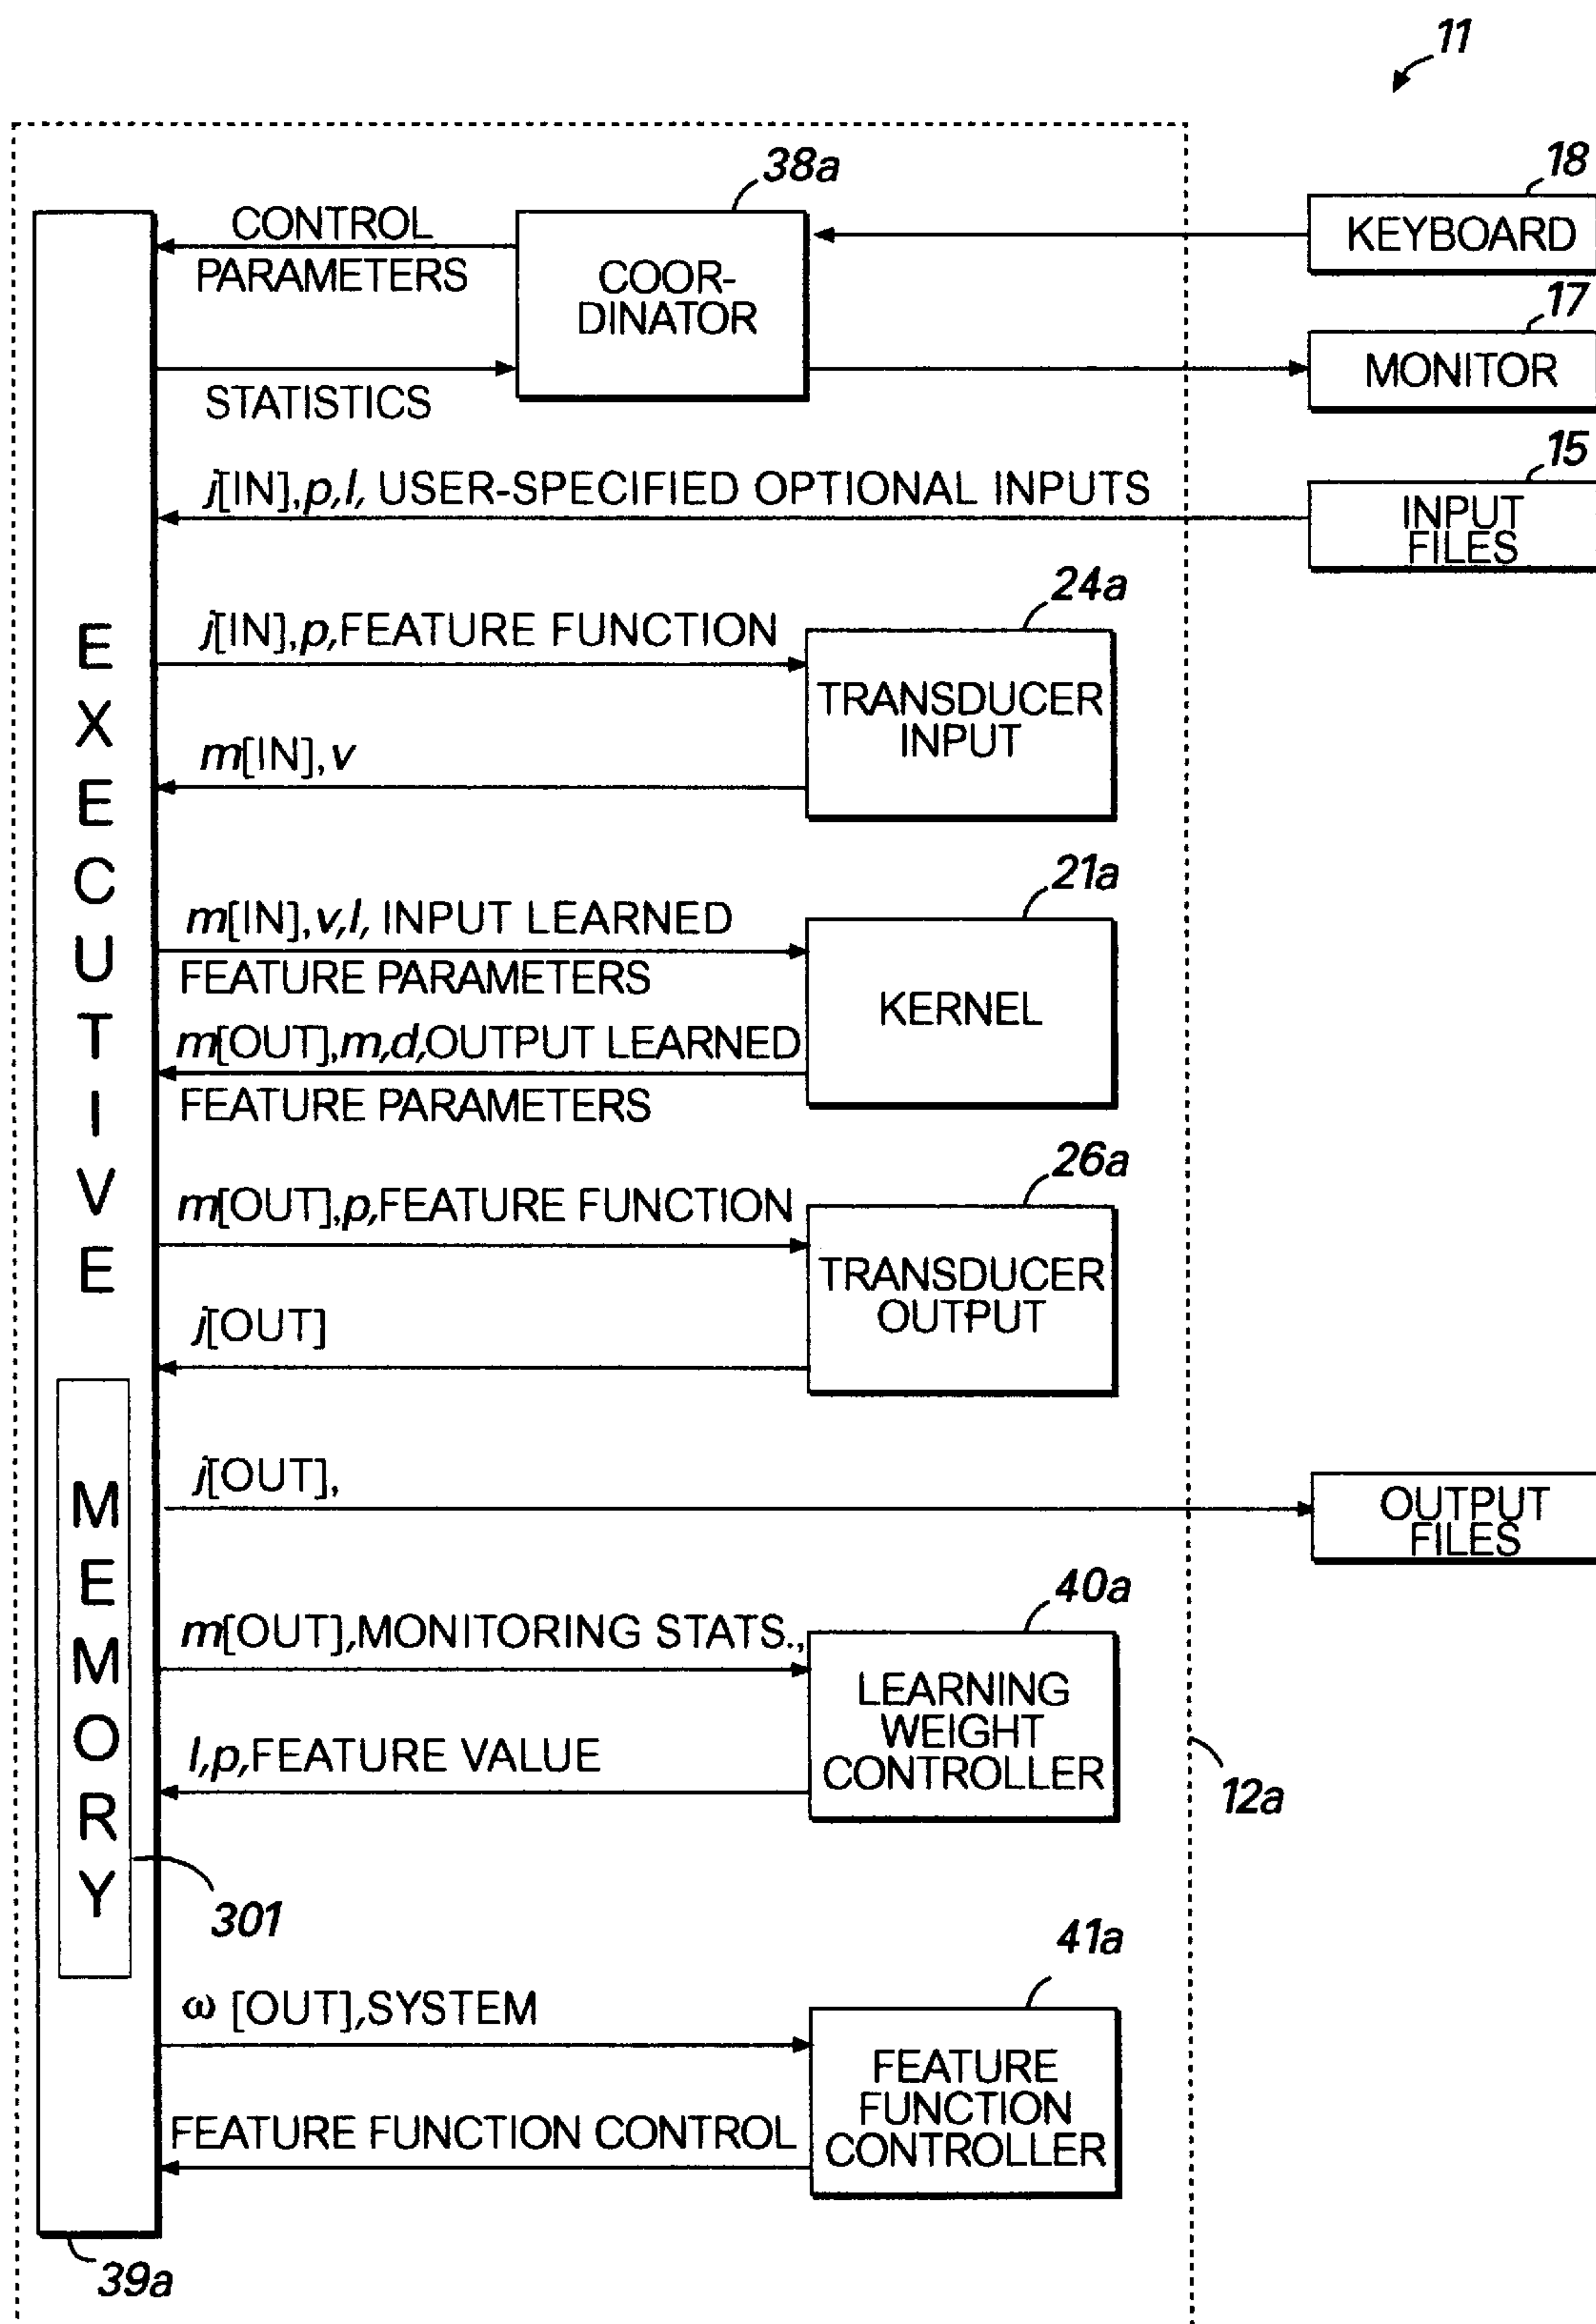 11
38a
18
CONTROL
PARAMETERS
COOR-
DINATOR
KEYBOARD
17
STATISTICS
MONITOR
15
j[IN],p,l, USER-SPECIFIED OPTIONAL INPUTS
INPUT
FILES
24a
j[IN],p,FEATURE FUNCTION
TRANSDUCER
INPUT
m[IN],v
EXECUTIVE
21a
m[IN],v,l, INPUT LEARNED
FEATURE PARAMETERS
KERNEL
m[OUT],m,d,OUTPUT LEARNED
FEATURE PARAMETERS
26a
m[OUT],p,FEATURE FUNCTION
TRANSDUCER
OUTPUT
j[OUT]
MEMORY
j[OUT],
OUTPUT
FILES
40a
m[OUT],MONITORING STATS.,
LEARNING
WEIGHT
CONTROLLER
l,p,FEATURE VALUE
12a
301
41a
ω [OUT],SYSTEM
FEATURE
FUNCTION
CONTROLLER
FEATURE FUNCTION CONTROL
39a